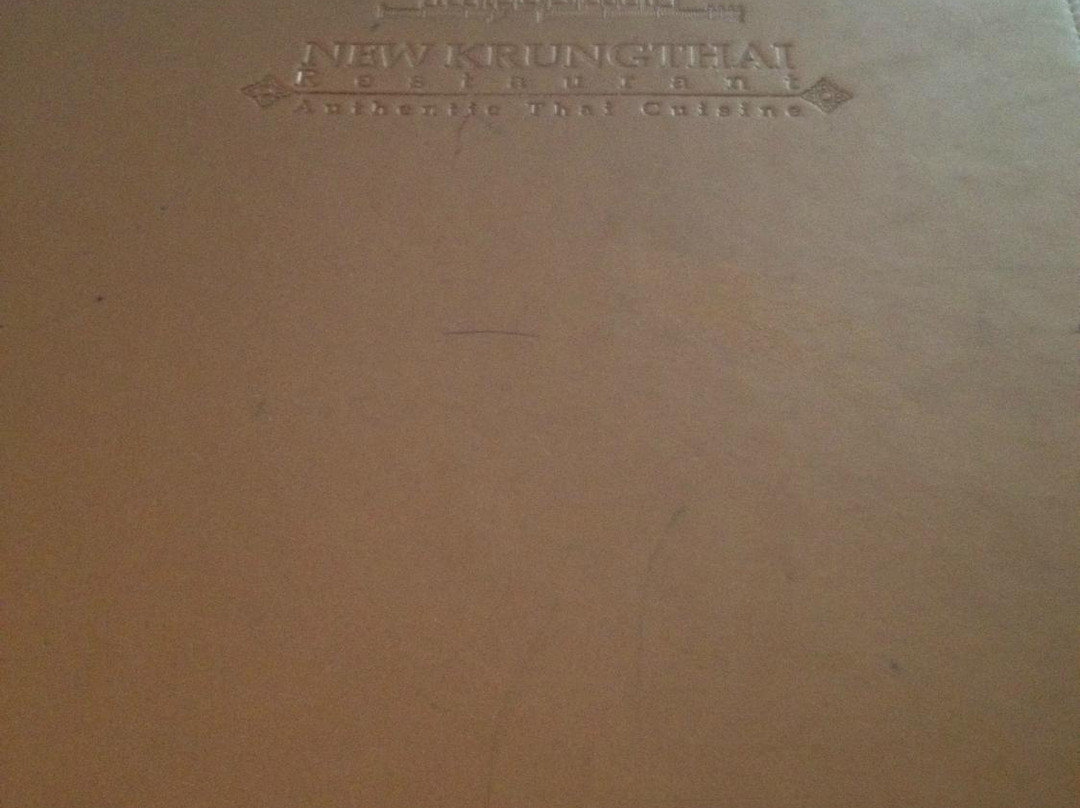 NEW KRUNGTHAI
Restaurant
Authentic Thai Cuisine